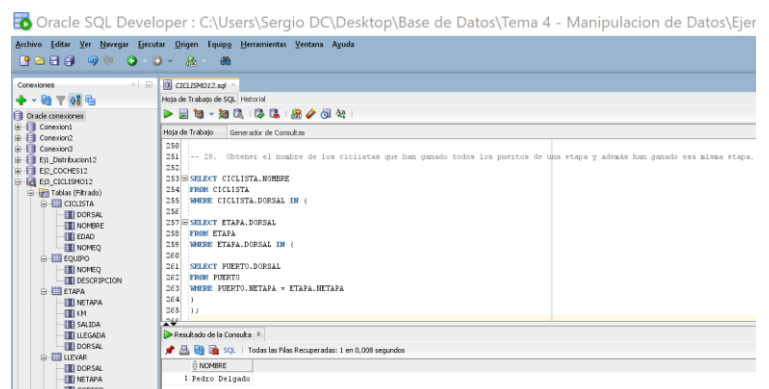 Oracle SQL Developer : C:\Users\Sergio DC\Desktop\Base de Datos\Tema 4 - Manipulacion de Datos\Ejer
Archivo Editar Ver Navegar Ejecutar Origen Equipo Herramientas Ventana Ayuda
Conexiones
Oracle conexiones
Conexion1
Conexion2
Conexion3
EJ1_Distribucion12
EJ2_COCHES12
EJ3_CICLISMO12
Tablas (Filtrado)
CICLISTA
DORSAL
NOMBRE
EDAD
NOMEQ
EQUIPO
NOMEQ
DESCRIPCION
ETAPA
NETAPA
KM
SALIDA
LLEGADA
DORSAL
LLEVAR
DORSAL
NETAPA
CICLISMO12.sql
Hoja de Trabajo de SQL Historial
Hoja de Trabajo Generador de Consultas
250
251 -- 29. Obtener el nombre de los ciclistas que han ganado todos los puertos de una etapa y además han ganado esa misma etapa.
252
253 SELECT CICLISTA.NOMBRE
254 FROM CICLISTA
255 WHERE CICLISTA.DORSAL IN (
256
257 SELECT ETAPA.DORSAL
258 FROM ETAPA
259 WHERE ETAPA.DORSAL IN (
260
261 SELECT PUERTO.DORSAL
262 FROM PUERTO
263 WHERE PUERTO.NETAPA = ETAPA.NETAPA
264 )
265 );
Resultado de la Consulta
SQL | Todas las Filas Recuperadas: 1 en 0,008 segundos
NOMBRE
1 Pedro Delgado